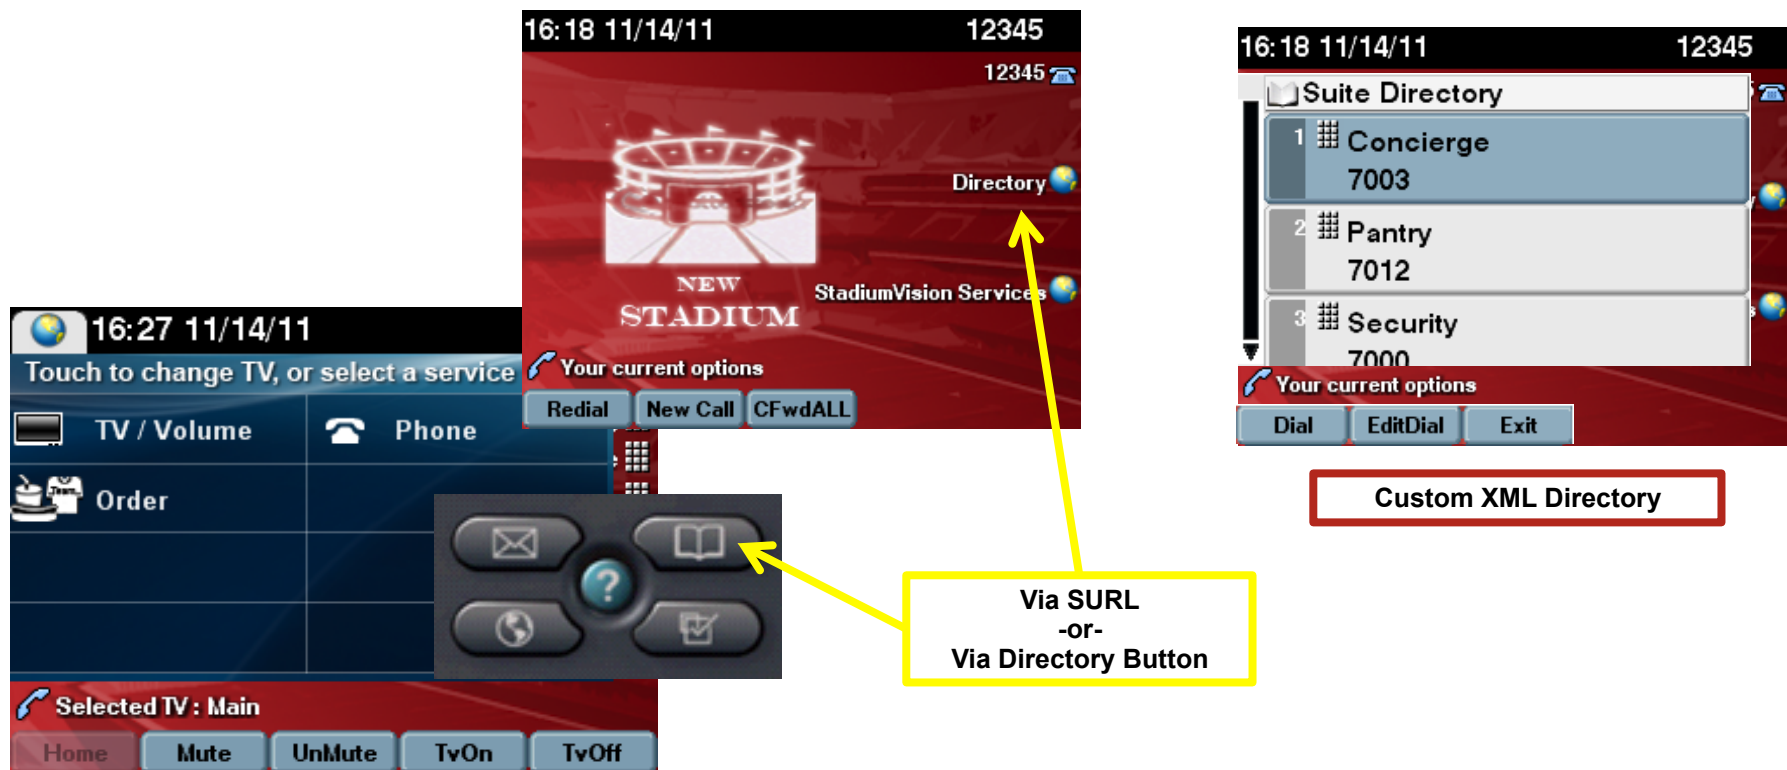 16:18 11/14/11 12345
12345
Directory
StadiumVision Services
NEW
STADIUM
Your current options
Redial New Call CFwdALL
16:18 11/14/11 12345
Suite Directory
1 Concierge
7003
2 Pantry
7012
3 Security
7000
Your current options
Dial EditDial Exit
Custom XML Directory
16:27 11/14/11
Touch to change TV, or select a service
TV / Volume Phone
Order
Team
?
Selected TV : Main
Home Mute UnMute TvOn TvOff
Via SURL
-or-
Via Directory Button